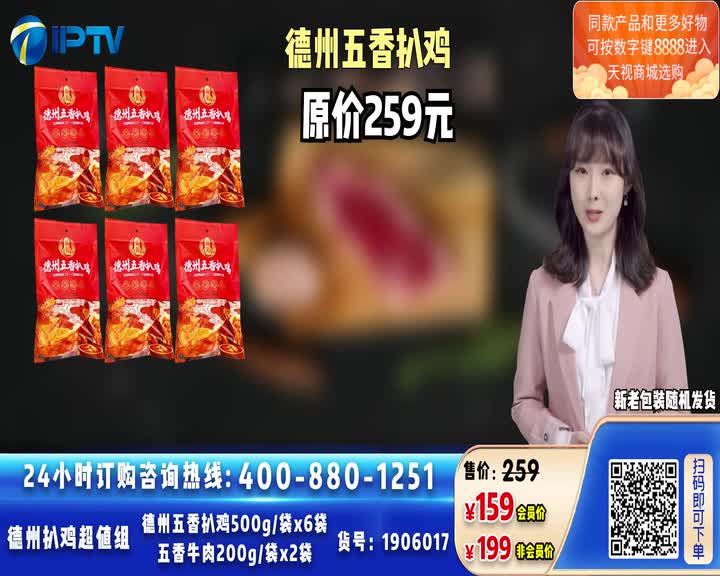 iPTV
德州五香扒鸡
原价259元
同款产品和更多好物
可按数字键8888进入
天视商城选购
德州五香扒鸡
德州五香扒鸡
德州五香扒鸡
德州五香扒鸡
德州五香扒鸡
德州五香扒鸡
新老包装随机发货
24小时订购咨询热线:400-880-1251
德州扒鸡超值组
德州五香扒鸡500g/袋x6袋
五香牛肉200g/袋x2袋
货号：1906017
售价：259
¥159 会员价
¥199 非会员价
扫码即可下单